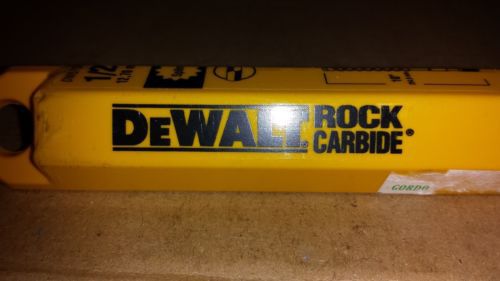 1/2
DEWALT® ROCK
CARBIDE®
GORDO